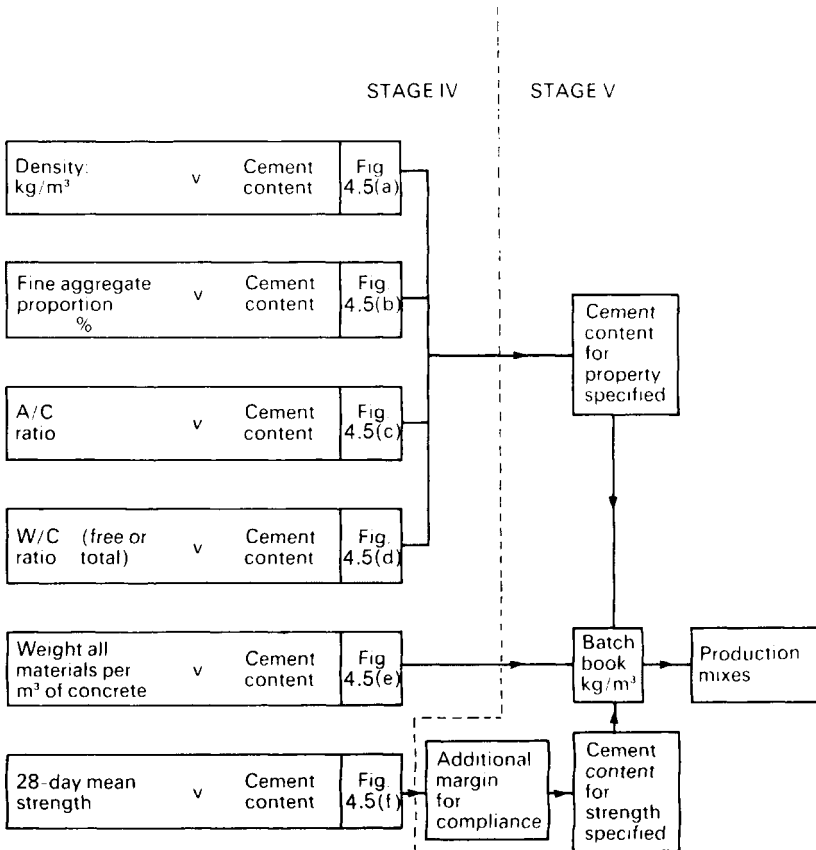 STAGE IV
STAGE V
Density:
kg/m³
v
Cement
content
Fig
4.5(a)
Fine aggregate
proportion
%
v
Cement
content
Fig
4.5(b)
Cement
content
for
property
specified
A/C
ratio
v
Cement
content
Fig
4.5(c)
W/C (free or
ratio total)
v
Cement
content
Fig.
4.5(d)
Weight all
materials per
m³ of concrete
v
Cement
content
Fig
4.5(e)
Batch
book
kg/m³
Production
mixes
28-day mean
strength
v
Cement
content
Fig.
4.5(f)
Additional
margin
for
compliance
Cement
content
for
strength
specified